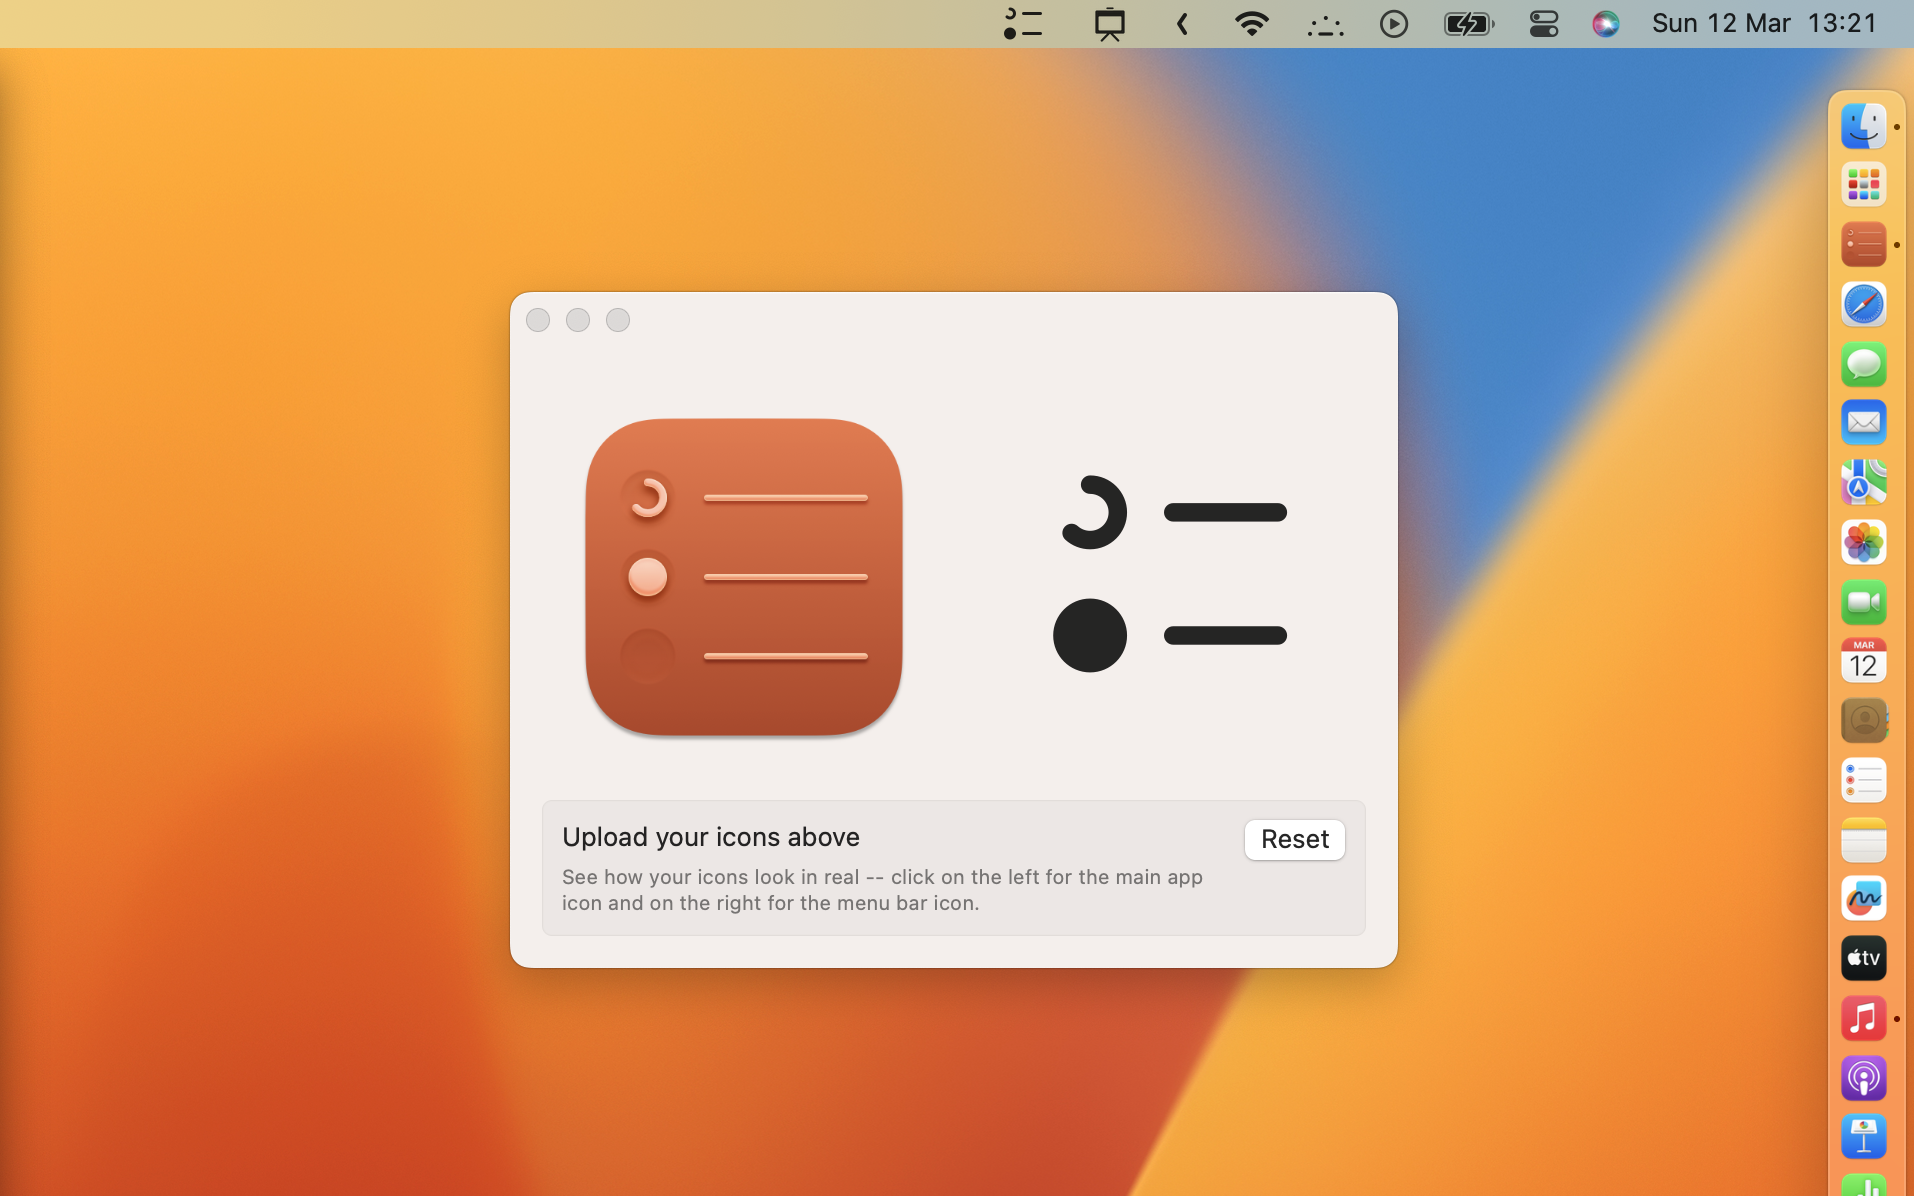 Sun 12 Mar 13:21
Upload your icons above
Reset
See how your icons look in real -- click on the left for the main app
icon and on the right for the menu bar icon.
MAR
12
tv